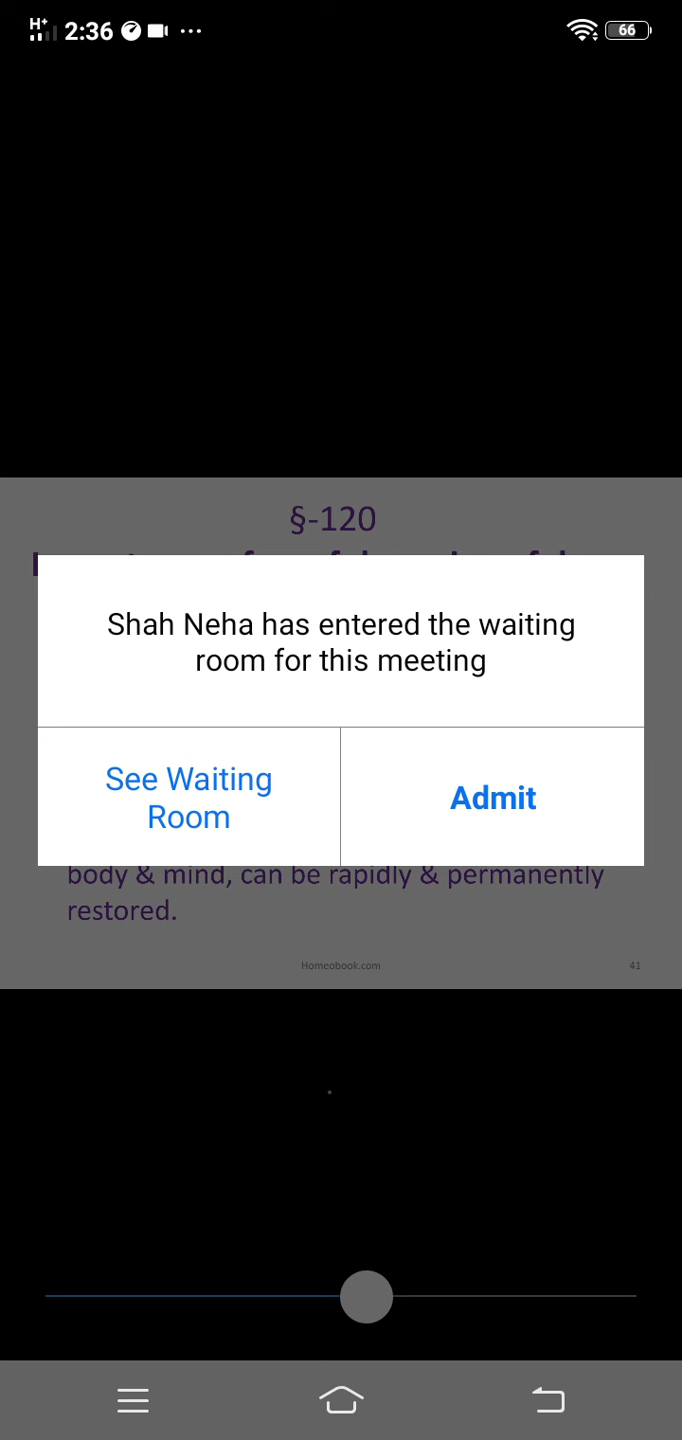 H+ 2:36 66
§-120
Shah Neha has entered the waiting
room for this meeting
See Waiting
Room
Admit
body & mind, can be rapidly & permanently
restored.
Homeobook.com 41